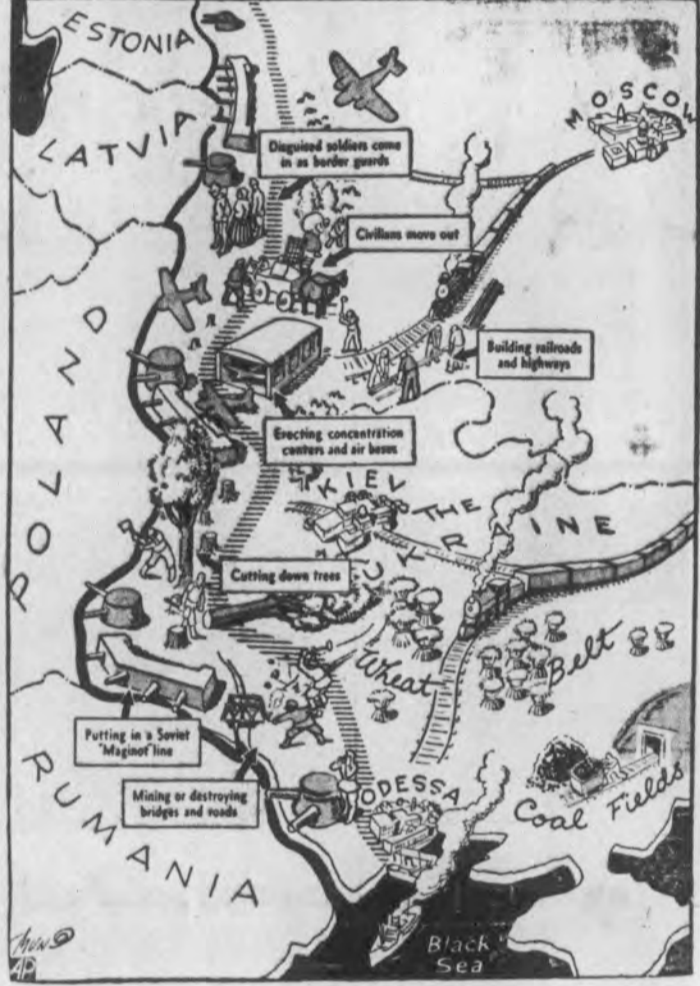 ESTONIA
MOSCOW
LATVIA
Disguised soldiers come
in as border guards
Civilians move out
POLAND
Building railroads
and highways
Erecting concentration
centers and air bases
KIEV
THE
UKRAINE
Cutting down trees
Wheat Belt
Putting in a Soviet
"Maginot" line
Mining or destroying
bridges and roads
RUMANIA
ODESSA
Coal Fields
Black
Sea
AP